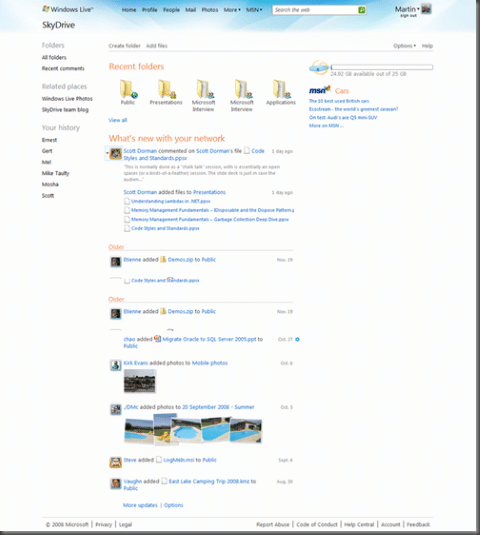 Windows Live™ Home Profile People Mail Photos More MSN Search the web Martin
sign out
SkyDrive
Folders
All folders
Recent comments
Related places
Windows Live Photos
SkyDrive team blog
Your history
Ernest
Gert
Mel
Mike Taulty
Mosha
Scott
Create folder Add files Options Help
Recent folders
Public Presentations Microsoft Interview Microsoft Interview Applications
View all
24.92 GB available out of 25 GB
msn Cars
The 10 best used British cars
Ecostream - the world's greenest saloon?
On test: Audi's ace Q5 mini-SUV
More on MSN...
What's new with your network
Scott Dorman commented on Scott Dorman's file Code 1 day ago
Styles and Standards.ppsx
"This is normally done as a "chalk talk" session, with is essentially an open
spaces (or a birds-of-a-feather) session. The slide deck is just in case the
Scott Dorman added files to Presentations 1 day ago
Understanding Lambdas in .NET.ppsx
Memory Management Fundamentals – IDisposable and the Dispose Pattern.p
Memory Management Fundamentals – Garbage Collection Deep Dive.ppsx
Code Styles and Standards.ppsx
Older
Etienne added Demos.zip to Public Nov. 29
Code Styles and Standards.ppsx
Older
Etienne added Demos.zip to Public Nov. 29
chao added Migrate Oracle to SQL Server 2005.ppt to Oct. 27
Public
Kirk Evans added photos to Mobile photos Oct. 6
JDMc added photos to 20 September 2008 - Summer Oct. 5
Steve added LogMeIn.msi to Public Sept. 6
Vaughn added East Lake Camping Trip 2008.kmz to Aug. 30
Public
More updates | Options
© 2008 Microsoft | Privacy | Legal Report Abuse | Code of Conduct | Help Central | Account | Feedback